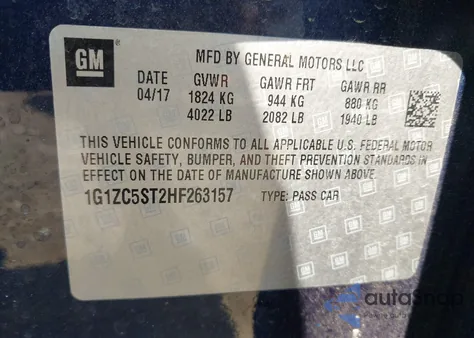 GM
MFD BY GENERAL MOTORS LLC
DATE GVWR GAWR FRT GAWR RR
04/17 1824 KG 944 KG 880 KG
4022 LB 2082 LB 1940 LB
THIS VEHICLE CONFORMS TO ALL APPLICABLE U.S. FEDERAL MOTOR
VEHICLE SAFETY, BUMPER, AND THEFT PREVENTION STANDARDS IN
EFFECT ON THE DATE OF MANUFACTURE SHOWN ABOVE.
1G1ZC5ST2HF263157 TYPE: PASS CAR
autoSnap